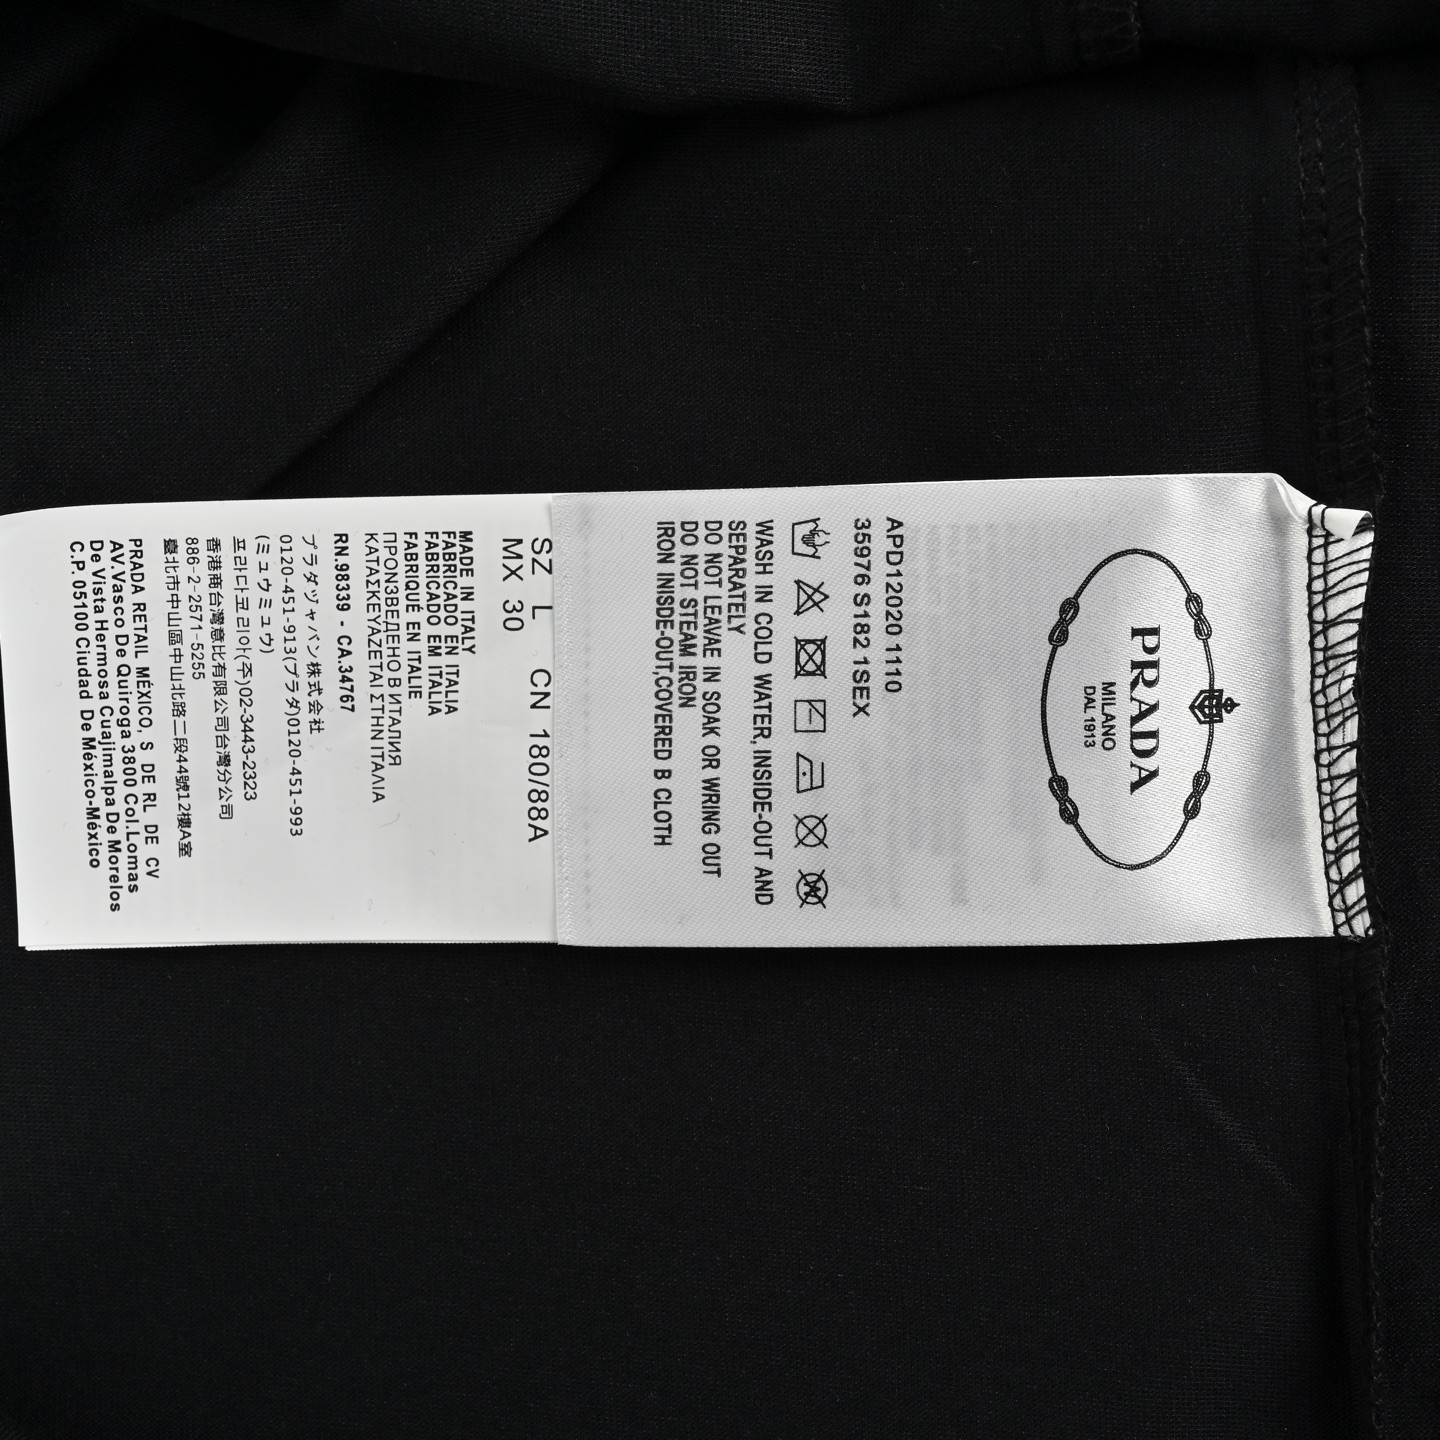 PRADA
MILANO
DAL 1913
APD12020 1110
35976 S182 1SEX
WASH IN COLD WATER, INSIDE-OUT AND
SEPARATELY
DO NOT LEAVAE IN SOAK OR WRING OUT
DO NOT STEAM IRON
IRON INISDE-OUT,COVERED B CLOTH
SZ L CN 180/88A
MX 30
MADE IN ITALY
FABRICADO EN ITALIA
FABRICADO EM ITALIA
FABRIQUÉ EN ITALIE
ПРОНЗВЕДЕНО В ИТАЛИЯ
ΚΑΤΑΣΚΕΥΑΖΕΤΑΙ ΣΤΗΝ ΙΤΑΛΙΑ
RN.98339 - CA.34767
プラダヅャパン株式会社
0120-451-913(プラダ)0120-451-993
(ミュウミュウ)
프라다코리아(주)02-3443-2323
香港商台灣意比有限公司台灣分公司
886-2-2571-5255
臺北市中山區中山北路二段44號12樓A室
PRADA RETAIL MÉXICO, S DE RL DE CV
AV.Vasco De Quiroga 3800 Col.Lomas
De Vista Hermosa Cuajimalpa De Morelos
C.P.05100 Ciudad De México-México